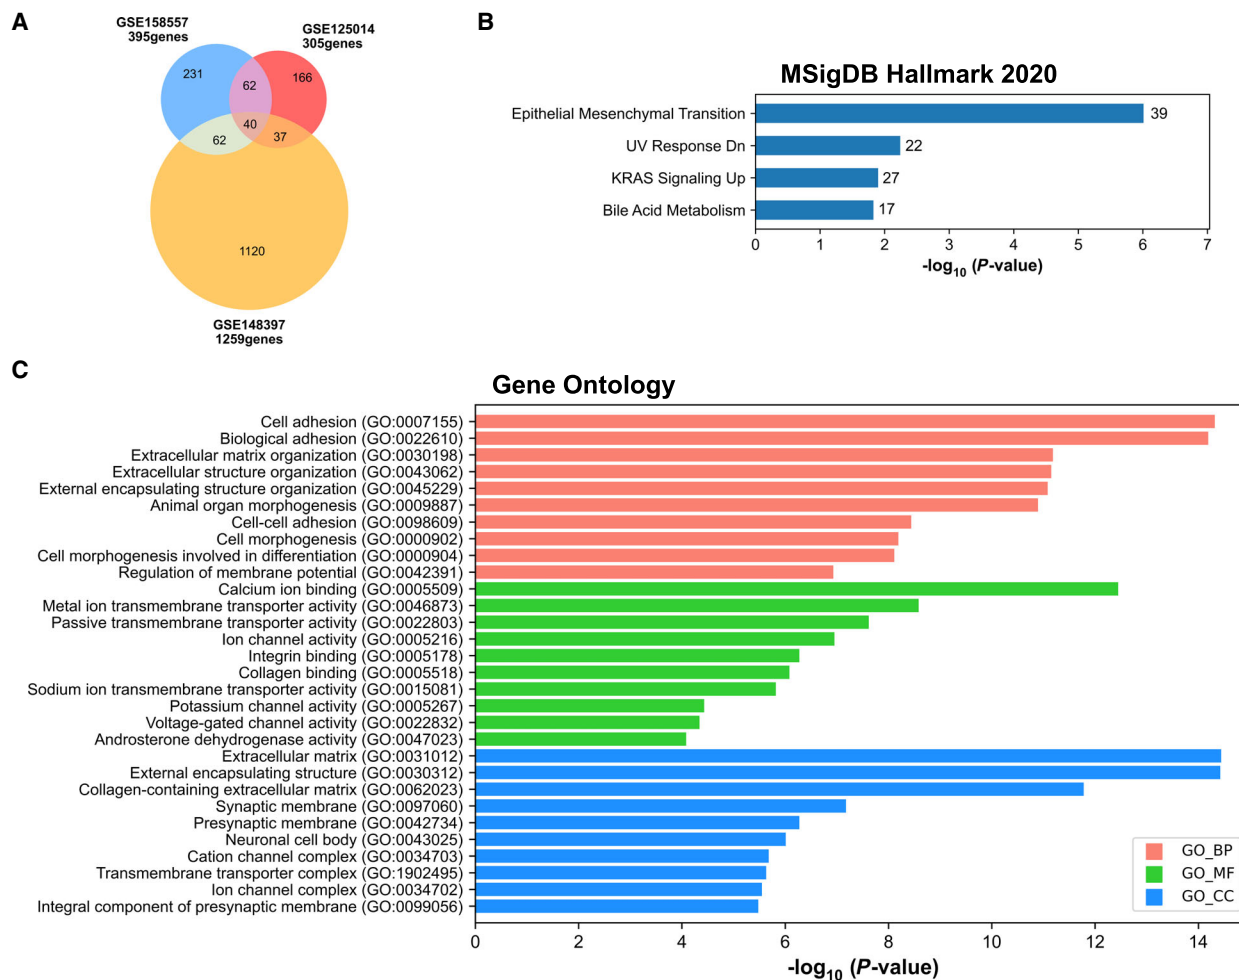 A
GSE158557
395genes
GSE125014
305genes
231
62
166
40
62
37
1120
GSE148397
1259genes
B
MSigDB Hallmark 2020
Epithelial Mesenchymal Transition
39
UV Response Dn
22
KRAS Signaling Up
27
Bile Acid Metabolism
17
0 1 2 3 4 5 6 7
-log10 (P-value)
C
Gene Ontology
Cell adhesion (GO:0007155)
Biological adhesion (GO:0022610)
Extracellular matrix organization (GO:0030198)
Extracellular structure organization (GO:0043062)
External encapsulating structure organization (GO:0045229)
Animal organ morphogenesis (GO:0009887)
Cell-cell adhesion (GO:0098609)
Cell morphogenesis (GO:0000902)
Cell morphogenesis involved in differentiation (GO:0000904)
Regulation of membrane potential (GO:0042391)
Calcium ion binding (GO:0005509)
Metal ion transmembrane transporter activity (GO:0046873)
Passive transmembrane transporter activity (GO:0022803)
Ion channel activity (GO:0005216)
Integrin binding (GO:0005178)
Collagen binding (GO:0005518)
Sodium ion transmembrane transporter activity (GO:0015081)
Potassium channel activity (GO:0005267)
Voltage-gated channel activity (GO:0022832)
Androsterone dehydrogenase activity (GO:0047023)
Extracellular matrix (GO:0031012)
External encapsulating structure (GO:0030312)
Collagen-containing extracellular matrix (GO:0062023)
Synaptic membrane (GO:0097060)
Presynaptic membrane (GO:0042734)
Neuronal cell body (GO:0043025)
Cation channel complex (GO:0034703)
Transmembrane transporter complex (GO:1902495)
Ion channel complex (GO:0034702)
Integral component of presynaptic membrane (GO:0099056)
GO_BP
GO_MF
GO_CC
0 2 4 6 8 10 12 14
-log10 (P-value)